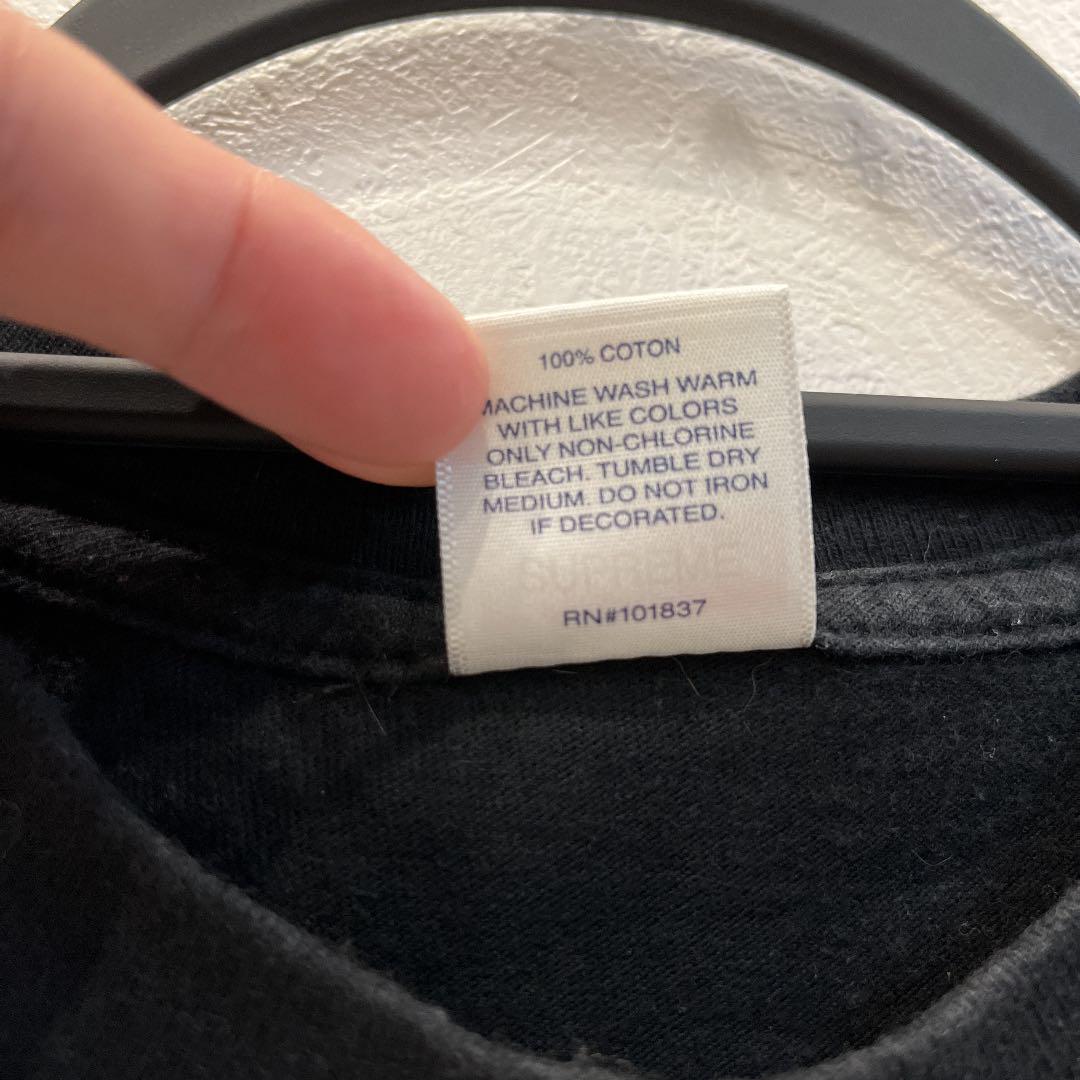 100% COTON
MACHINE WASH WARM
WITH LIKE COLORS
ONLY NON-CHLORINE
BLEACH. TUMBLE DRY
MEDIUM. DO NOT IRON
IF DECORATED.
SUPREME
RN#101837